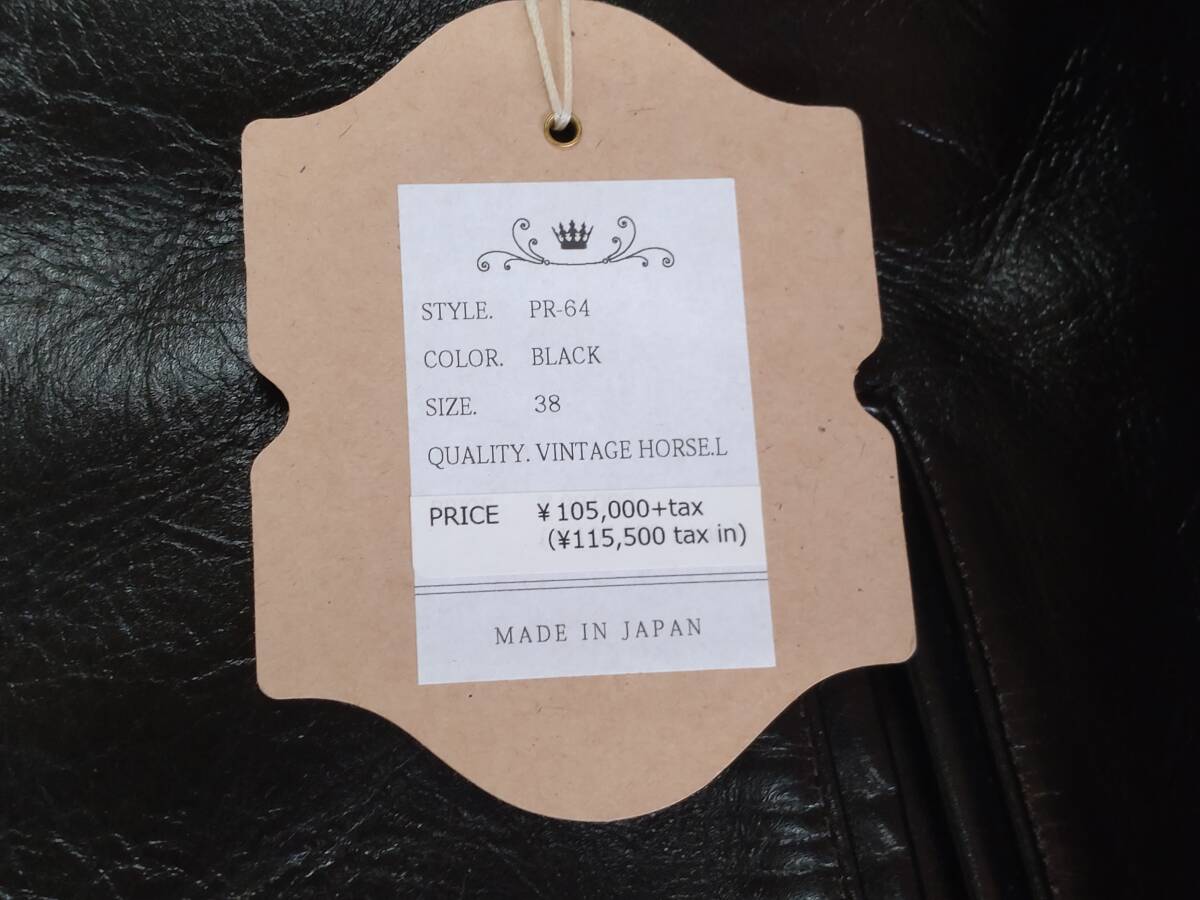 STYLE. PR-64
COLOR. BLACK
SIZE. 38
QUALITY. VINTAGE HORSE.L
PRICE ¥105,000+tax
(¥115,500 tax in)
MADE IN JAPAN